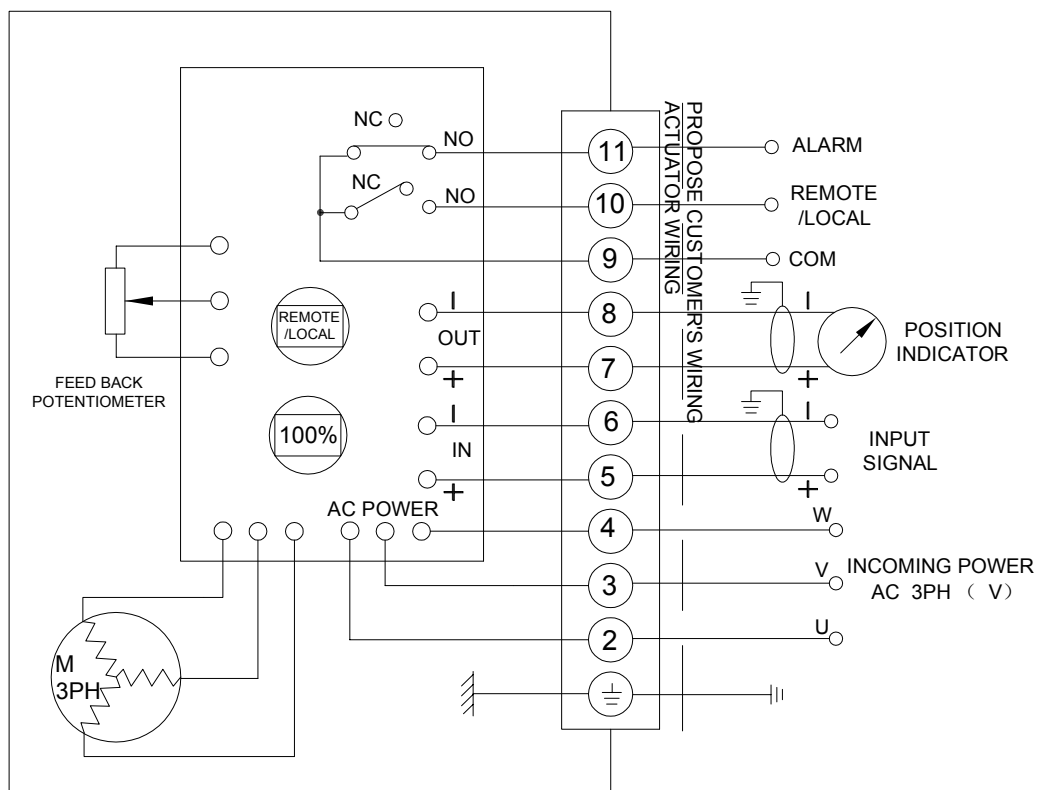 NC
NO
NC
NO
REMOTE
/LOCAL
OUT
+
100%
IN
+
AC POWER
FEED BACK
POTENTIOMETER
M
3PH
11
10
9
8
7
6
5
4
3
2
PROPOSE CUSTOMER'S WIRING
ACTUATOR WIRING
ALARM
REMOTE
/LOCAL
COM
POSITION
INDICATOR
+
INPUT
SIGNAL
+
W
V
U
INCOMING POWER
AC 3PH （ V）